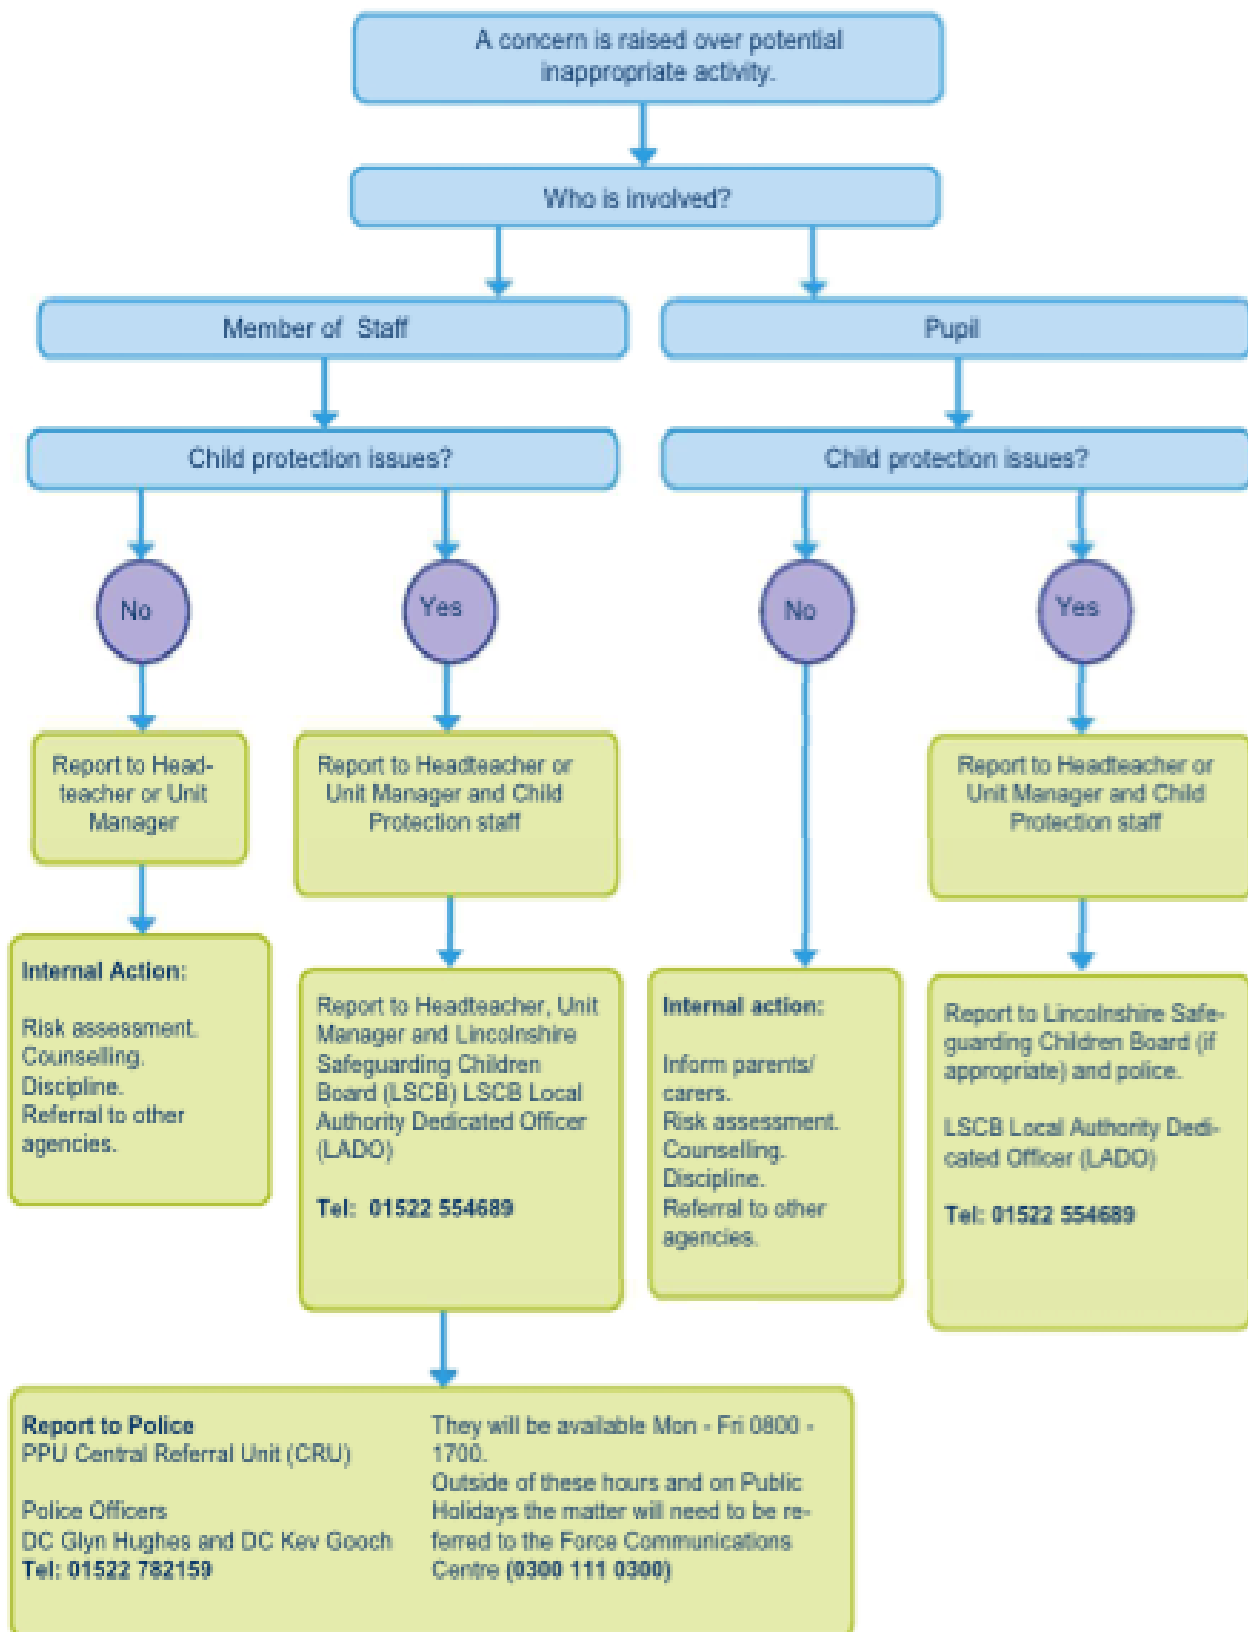 A concern is raised over potential
inappropriate activity.
Who is involved?
Member of Staff
Pupil
Child protection issues?
Child protection issues?
No
Yes
No
Yes
Report to Head-
teacher or Unit
Manager
Report to Headteacher or
Unit Manager and Child
Protection staff
Report to Headteacher or
Unit Manager and Child
Protection staff
Internal Action:
Risk assessment.
Counselling.
Discipline.
Referral to other
agencies.
Report to Headteacher, Unit
Manager and Lincolnshire
Safeguarding Children
Board (LSCB) LSCB Local
Authority Dedicated Officer
(LADO)
Tel: 01522 554689
Internal action:
Inform parents/
carers.
Risk assessment.
Counselling.
Discipline.
Referral to other
agencies.
Report to Lincolnshire Safe-
guarding Children Board (if
appropriate) and police.
LSCB Local Authority Dedi-
cated Officer (LADO)
Tel: 01522 554689
Report to Police
PPU Central Referral Unit (CRU)
Police Officers
DC Glyn Hughes and DC Kev Gooch
Tel: 01522 782159
They will be available Mon - Fri 0800 -
1700.
Outside of these hours and on Public
Holidays the matter will need to be re-
ferred to the Force Communications
Centre (0300 111 0300)